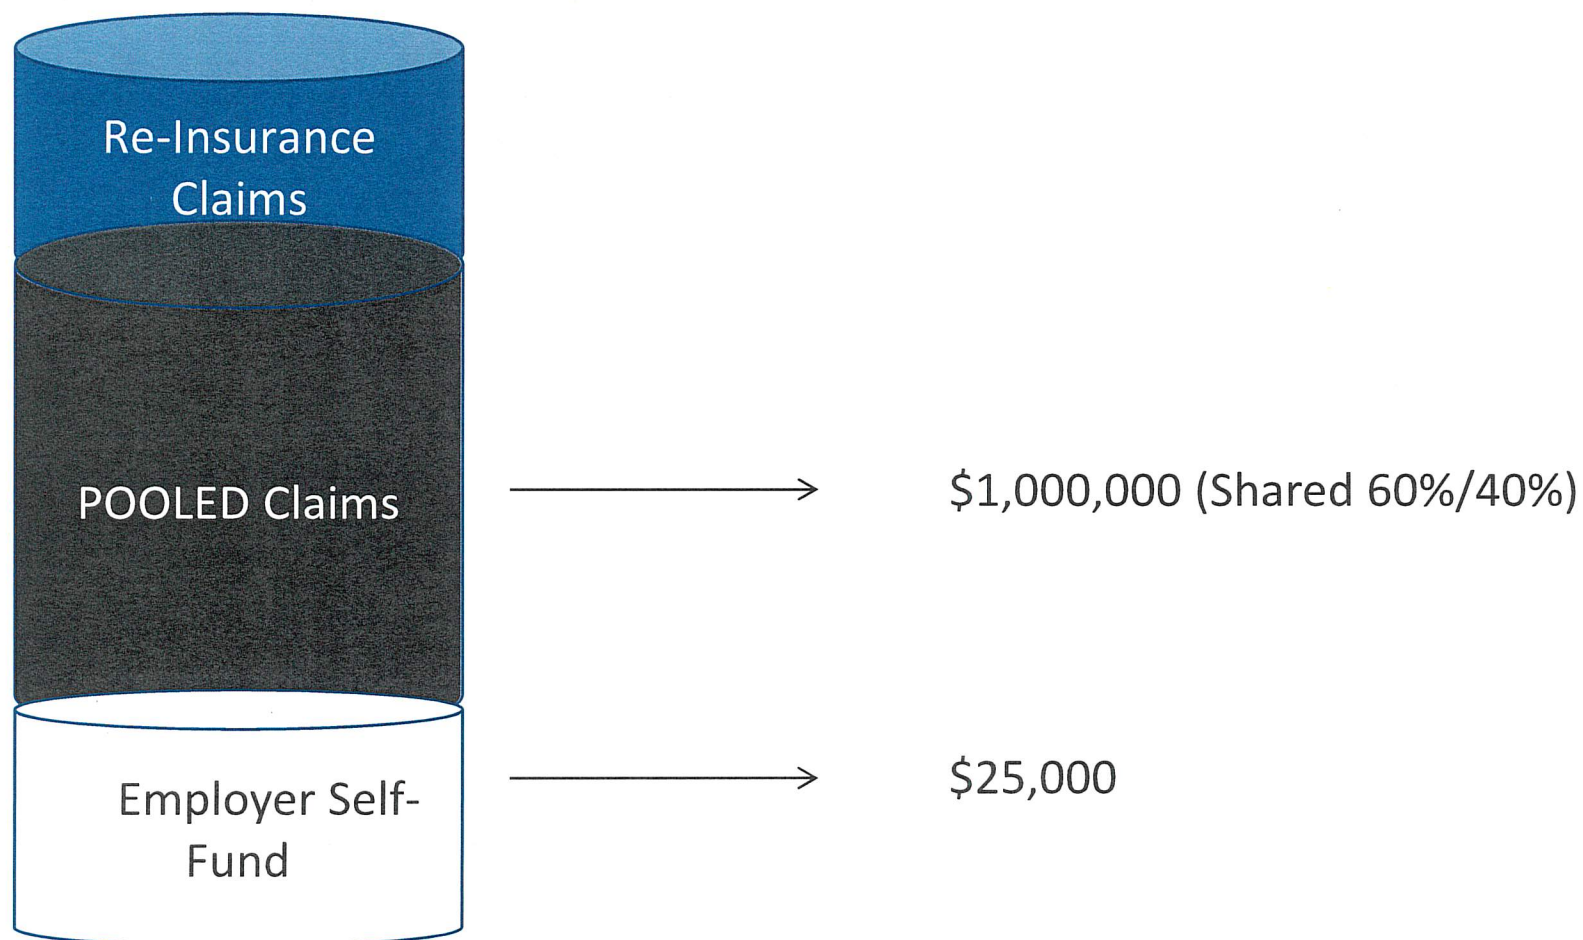 Re-Insurance
Claims
POOLED Claims
$1,000,000 (Shared 60%/40%)
Employer Self-
Fund
$25,000